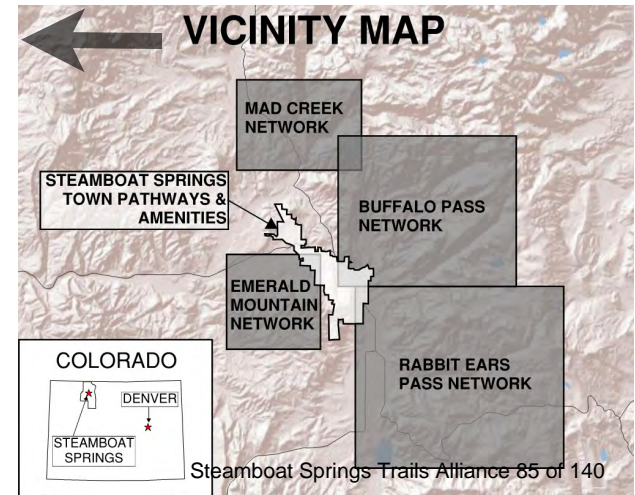 VICINITY MAP
MAD CREEK
NETWORK
STEAMBOAT SPRINGS
TOWN PATHWAYS &
AMENITIES
BUFFALO PASS
NETWORK
EMERALD
MOUNTAIN
NETWORK
RABBIT EARS
PASS NETWORK
COLORADO
DENVER
STEAMBOAT
SPRINGS
Steamboat Springs Trails Alliance 85 of 140